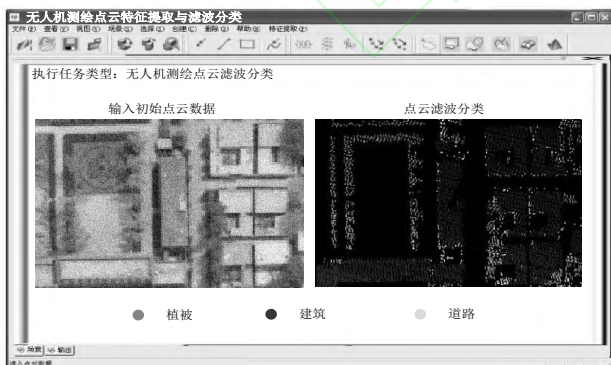 无人机测绘点云特征提取与滤波分类
文件(F) 查看(V) 视图(G) 场景(S) 选择(L) 创建(C) 删除(D) 帮助(B) 特征提取(Z)
执行任务类型：无人机测绘点云滤波分类
输入初始点云数据 点云滤波分类
植被 建筑 道路
场景 输出